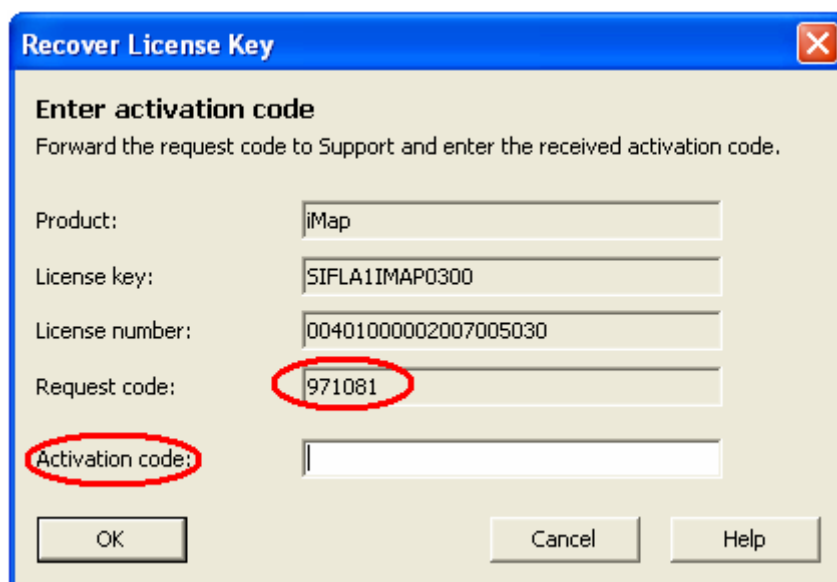 Recover License Key
Enter activation code
Forward the request code to Support and enter the received activation code.
Product: iMap
License key: SIFLA1IMAP0300
License number: 00401000002007005030
Request code: 971081
Activation code:
OK Cancel Help